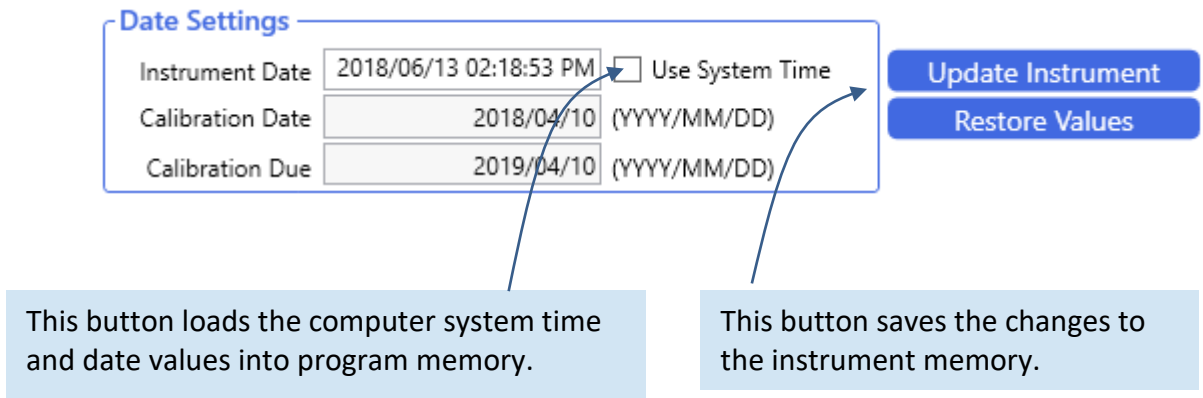 Date Settings
Instrument Date 2018/06/13 02:18:53 PM Use System Time Update Instrument
Calibration Date 2018/04/10 (YYYY/MM/DD) Restore Values
Calibration Due 2019/04/10 (YYYY/MM/DD)
This button loads the computer system time
and date values into program memory.
This button saves the changes to
the instrument memory.